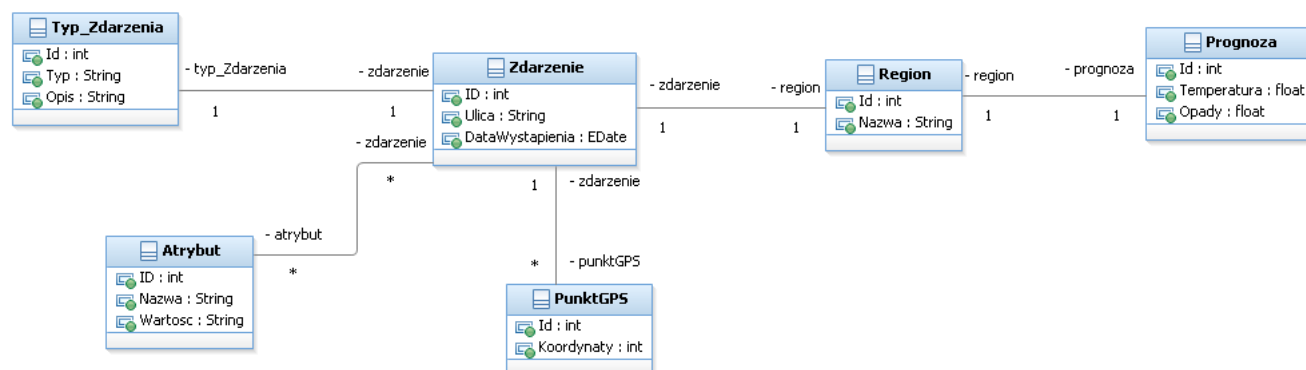 Typ_Zdarzenia
Id : int
Typ : String
Opis : String
- typ_Zdarzenia
1
- zdarzenie
1
Zdarzenie
ID : int
Ulica : String
DataWystapienia : EDate
- zdarzenie
1
- region
1
Region
Id : int
Nazwa : String
- region
1
- prognoza
1
Prognoza
Id : int
Temperatura : float
Opady : float
- zdarzenie
*
- atrybut
*
Atrybut
ID : int
Nazwa : String
Wartosc : String
1
- zdarzenie
*
- punktGPS
PunktGPS
Id : int
Koordynaty : int